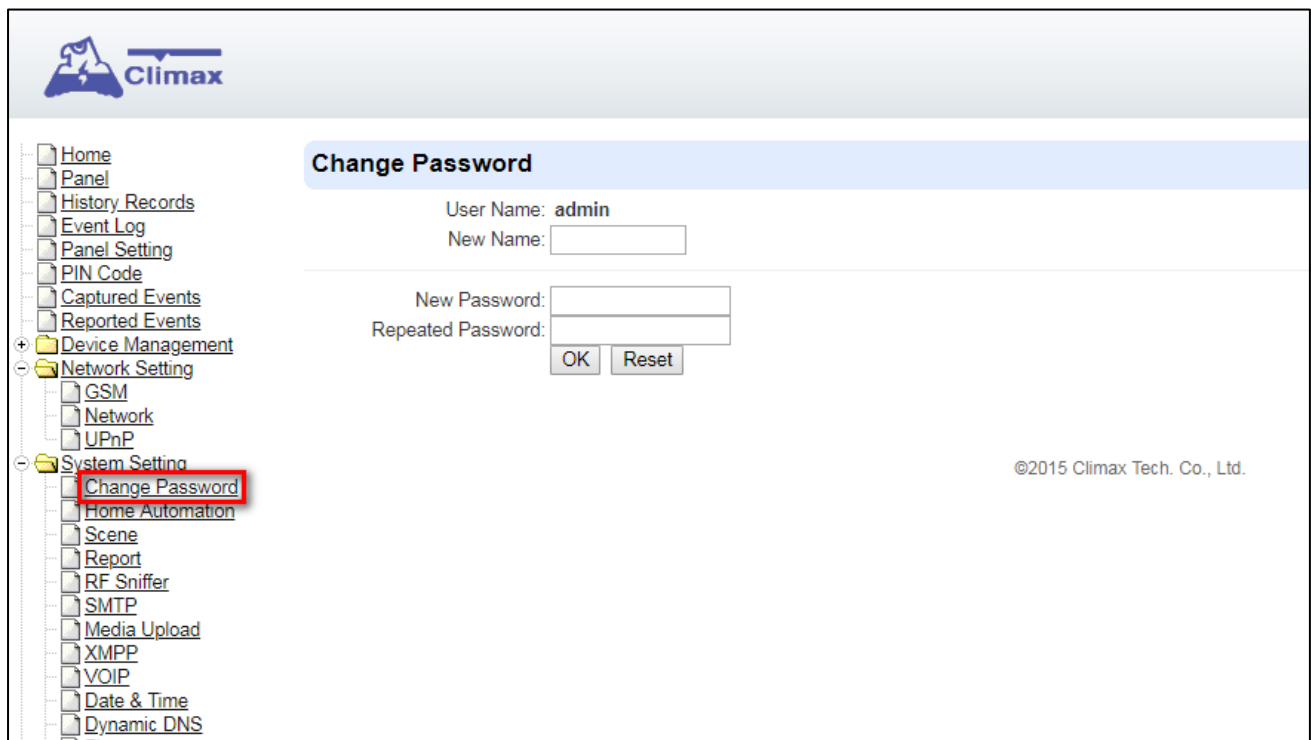 Climax
Home
Panel
History Records
Event Log
Panel Setting
PIN Code
Captured Events
Reported Events
Device Management
Network Setting
GSM
Network
UPnP
System Setting
Change Password
Home Automation
Scene
Report
RF Sniffer
SMTP
Media Upload
XMPP
VOIP
Date & Time
Dynamic DNS
Change Password
User Name: admin
New Name:
New Password:
Repeated Password:
OK Reset
©2015 Climax Tech. Co., Ltd.